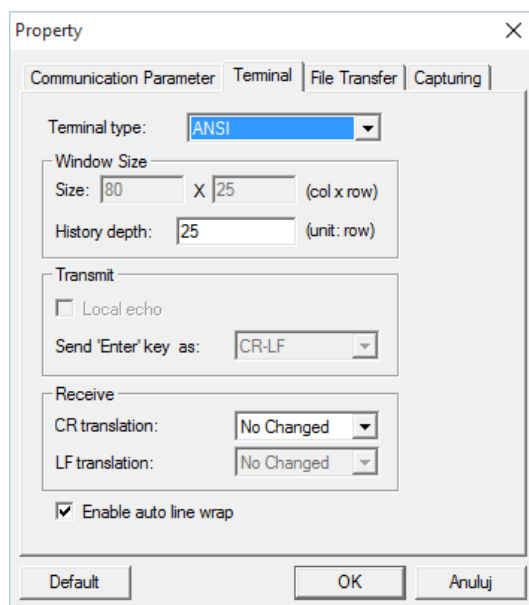 Property
Communication Parameter Terminal File Transfer Capturing
Terminal type: ANSI
Window Size
Size: 80 X 25 (col x row)
History depth: 25 (unit: row)
Transmit
Local echo
Send 'Enter' key as: CR-LF
Receive
CR translation: No Changed
LF translation: No Changed
Enable auto line wrap
Default OK Anuluj